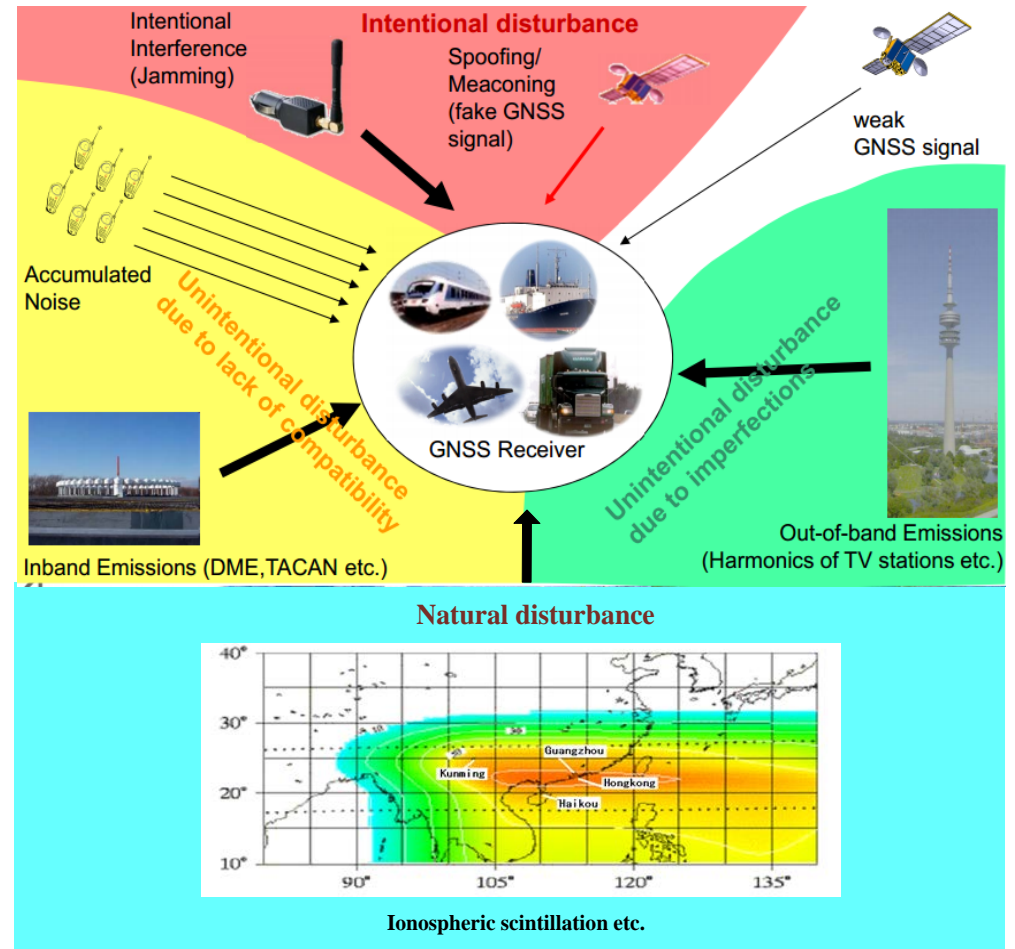 Intentional
Interference
(Jamming)
Intentional disturbance
Spoofing/
Meaconing
(fake GNSS
signal)
weak
GNSS signal
Accumulated
Noise
Unintentional disturbance
due to lack of compatibility
GNSS Receiver
Unintentional disturbance
due to imperfections
Inband Emissions (DME,TACAN etc.)
Out-of-band Emissions
(Harmonics of TV stations etc.)
Natural disturbance
40°
30°
20°
10°
Guangzhou
Kunming
Hongkong
Haikou
90°
105°
120°
135°
Ionospheric scintillation etc.